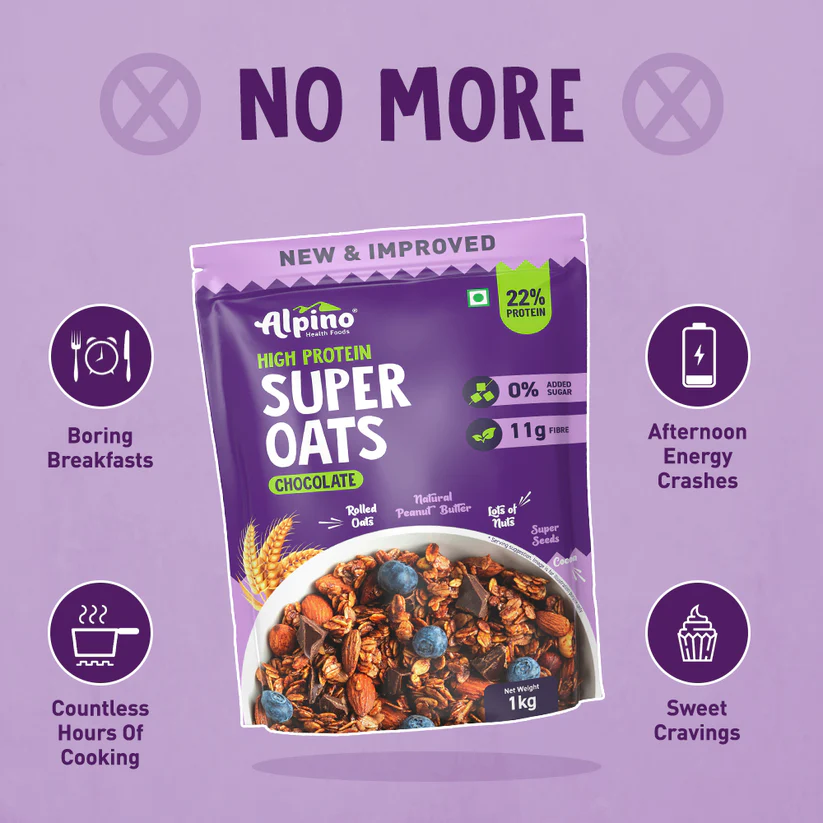 NO MORE
NEW & IMPROVED
Alpino
Health Foods
22%
PROTEIN
HIGH PROTEIN
SUPER
OATS
CHOCOLATE
0% ADDED
SUGAR
11g FIBRE
Rolled
Oats
Natural
Peanut Butter
Lots of
Nuts
Super
Seeds
Cocoa
Net Weight
1kg
Boring
Breakfasts
Afternoon
Energy
Crashes
Countless
Hours Of
Cooking
Sweet
Cravings